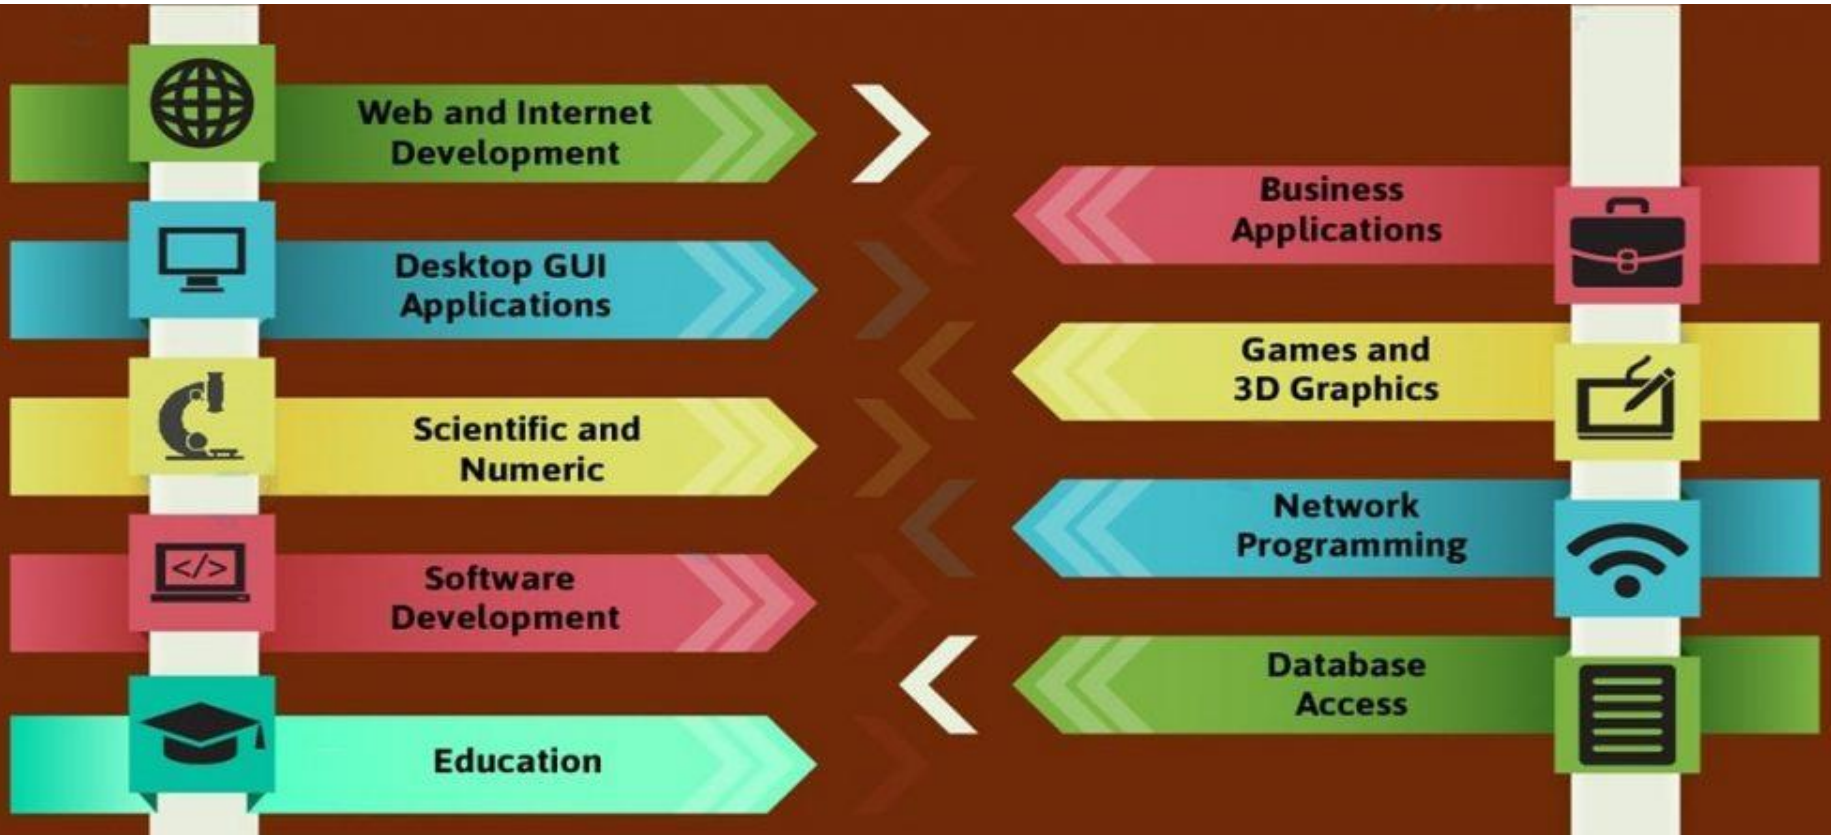 Web and Internet
Development
Desktop GUI
Applications
Scientific and
Numeric
</>
Software
Development
Education
Business
Applications
Games and
3D Graphics
Network
Programming
Database
Access